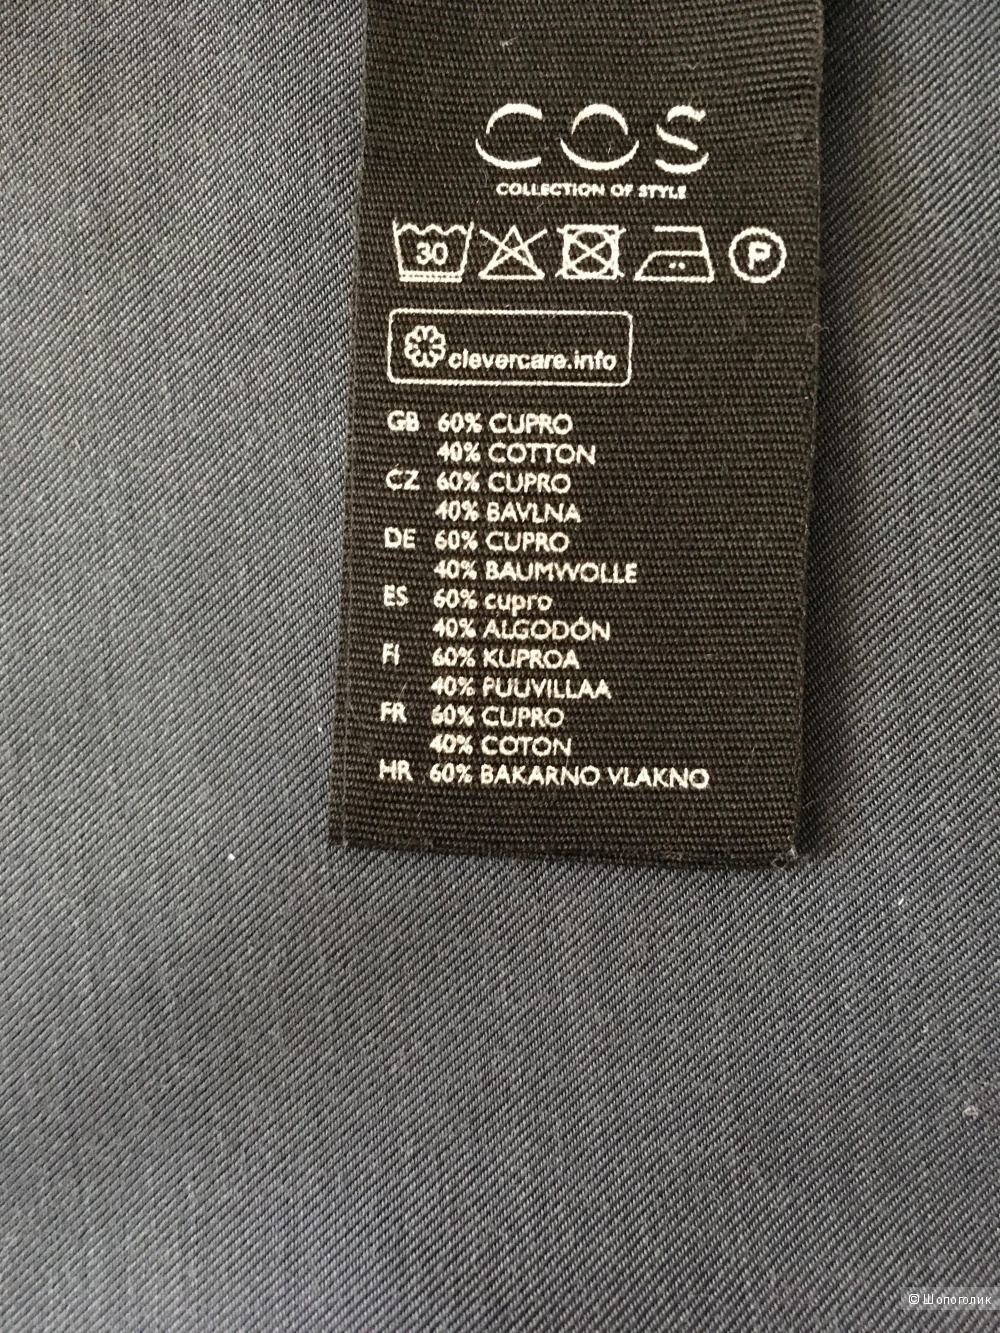 COS
COLLECTION OF STYLE
30 P
clevercare.info
GB 60% CUPRO
40% COTTON
CZ 60% CUPRO
40% BAVLNA
DE 60% CUPRO
40% BAUMWOLLE
ES 60% cupro
40% ALGODÓN
FI 60% KUPROA
40% PUUVILLAA
FR 60% CUPRO
40% COTON
HR 60% BAKARNO VLAKNO
© Шопоголик